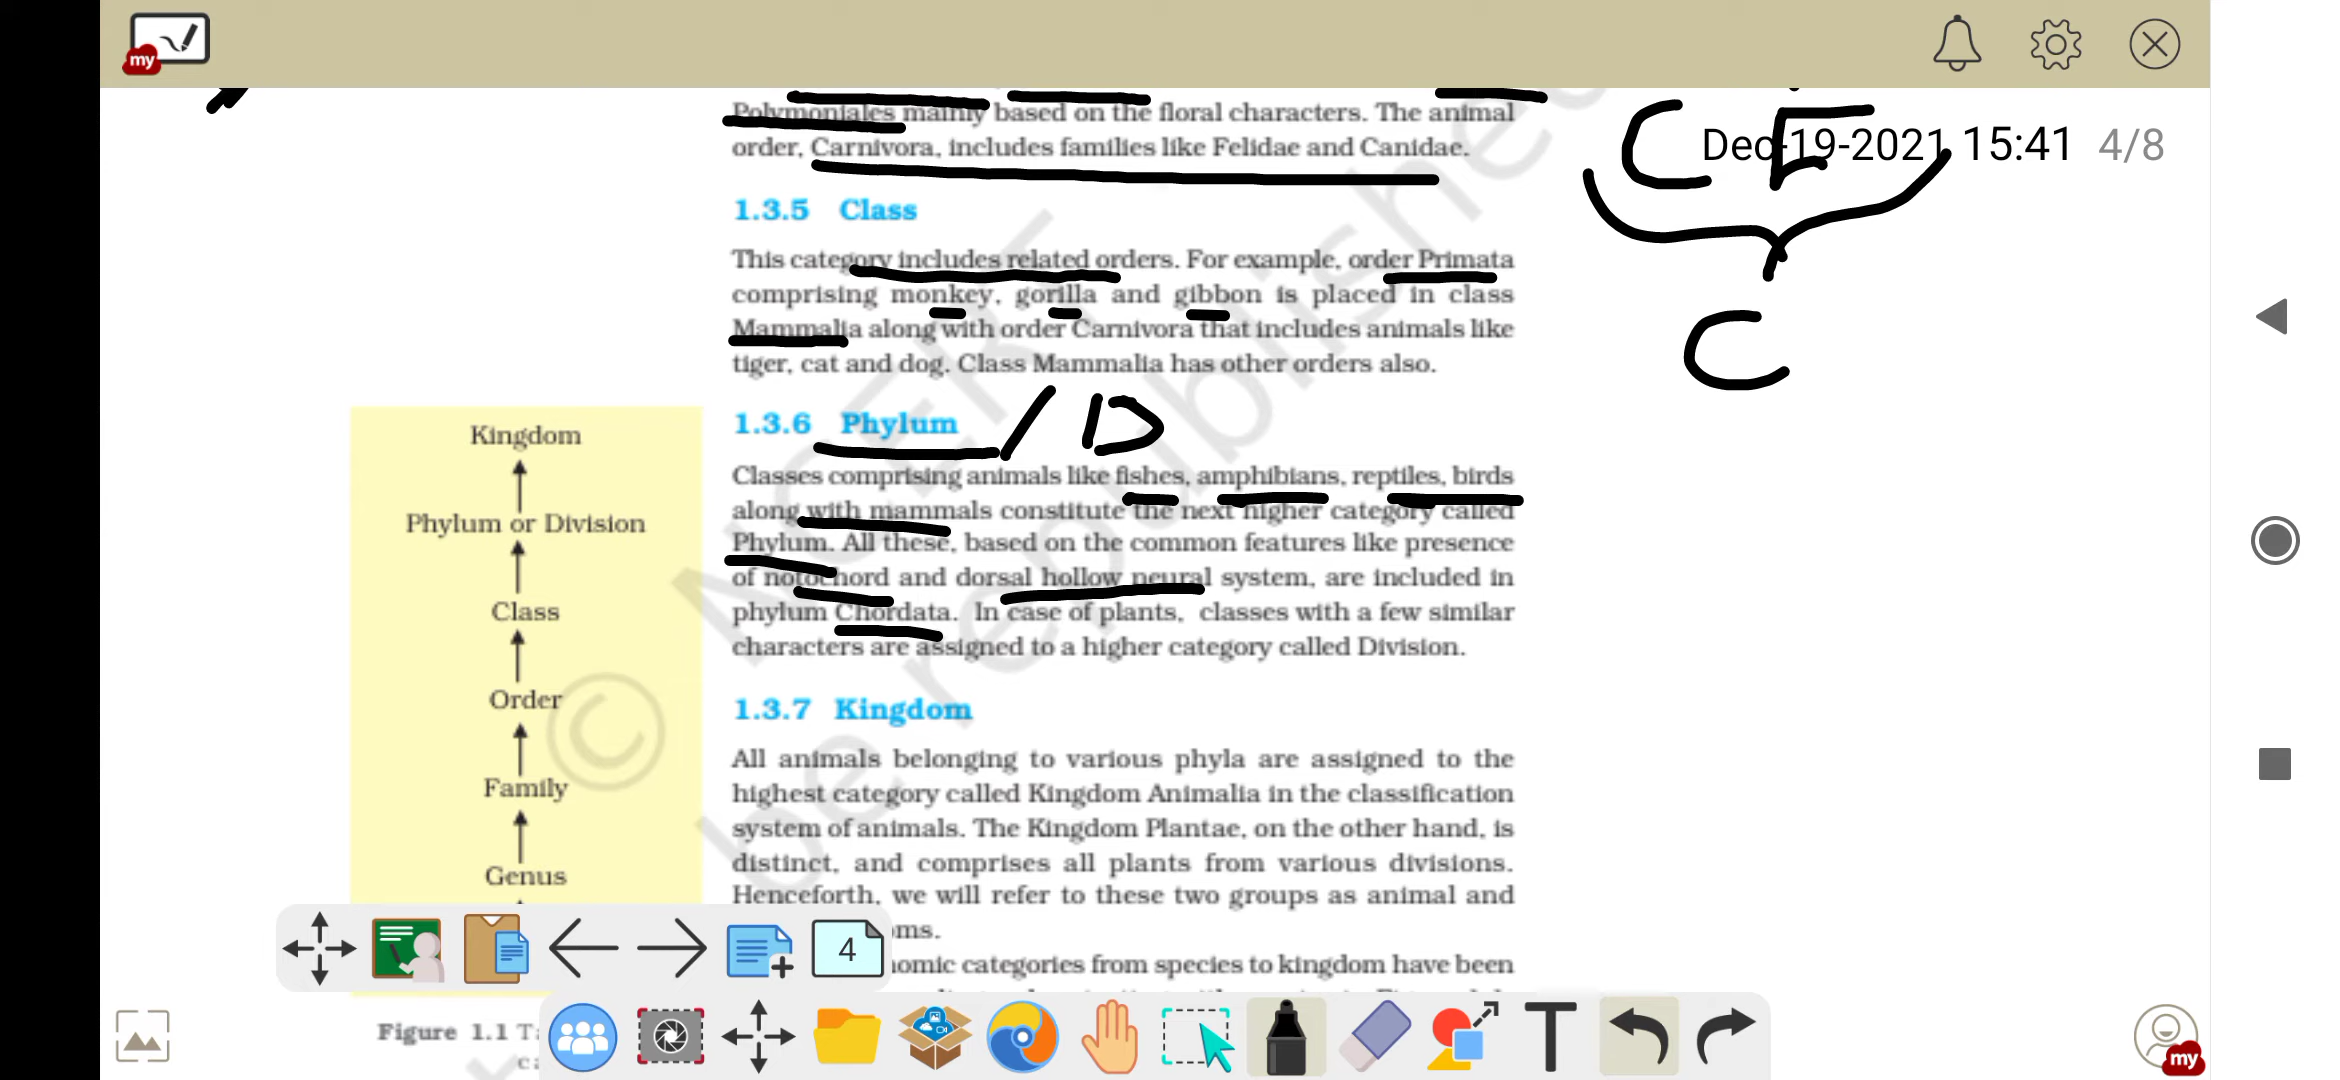 my
Polymoniales mainly based on the floral characters. The animal
order, Carnivora, includes families like Felidae and Canidae.
C F
Dec-19-2021 15:41 4/8
1.3.5 Class
This category includes related orders. For example, order Primata
comprising monkey, gorilla and gibbon is placed in class
Mammalia along with order Carnivora that includes animals like
tiger, cat and dog. Class Mammalia has other orders also.
C
1.3.6 Phylum / D
Classes comprising animals like fishes, amphibians, reptiles, birds
along with mammals constitute the next higher category called
Phylum. All these, based on the common features like presence
of notochord and dorsal hollow neural system, are included in
phylum Chordata. In case of plants, classes with a few similar
characters are assigned to a higher category called Division.
1.3.7 Kingdom
All animals belonging to various phyla are assigned to the
highest category called Kingdom Animalia in the classification
system of animals. The Kingdom Plantae, on the other hand, is
distinct, and comprises all plants from various divisions.
Henceforth, we will refer to these two groups as animal and
oms.
omic categories from species to kingdom have been
Kingdom
Phylum or Division
Class
Order
Family
Genus
Figure 1.1
© NCERT
be republished
4
T
my